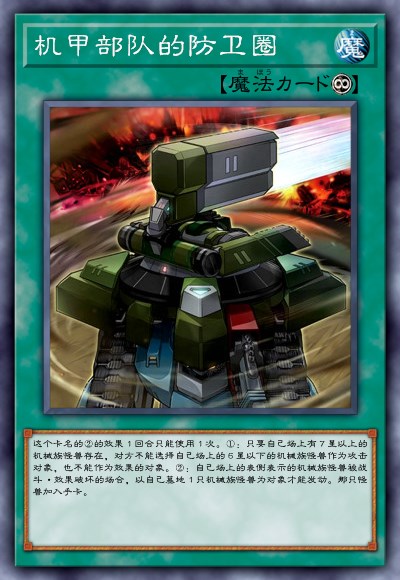 机甲部队的防卫圈
魔
【魔法カード】
まほう
这个卡名的②的效果1回合只能使用1次。①：只要自己场上有7星以上的
机械族怪兽存在，对方不能选择自己场上的6星以下的机械族怪兽作为攻击
对象，也不能作为效果的对象。②：自己场上的表侧表示的机械族怪兽被战
斗·效果破坏的场合，以自己墓地1只机械族怪兽为对象才能发动。那只怪
兽加入手卡。